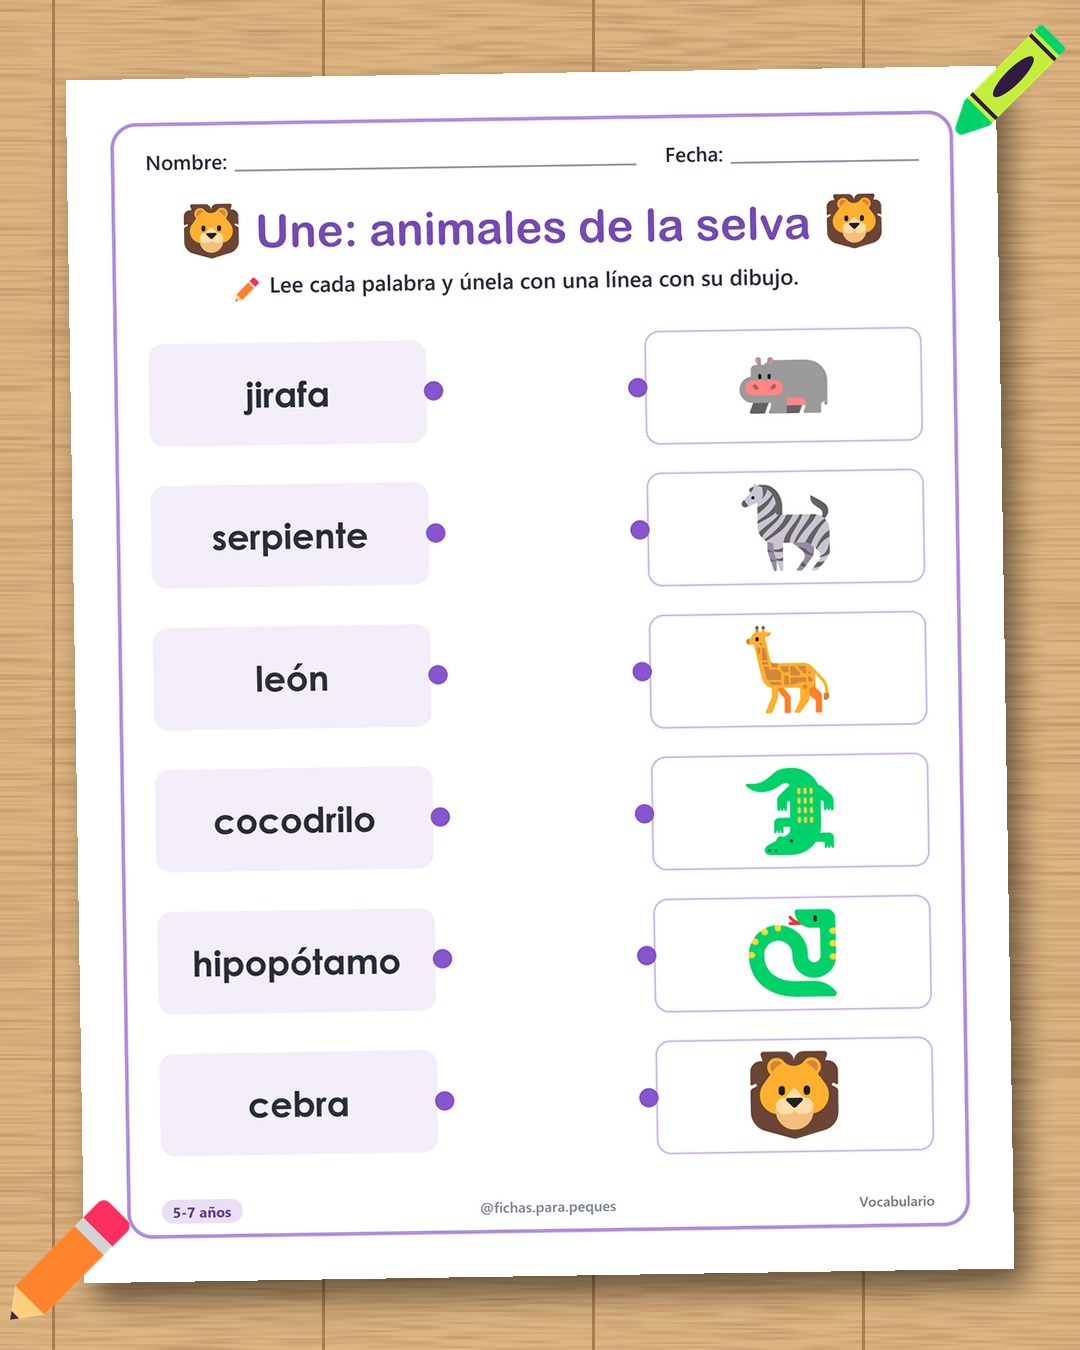 Nombre: Fecha:
Une: animales de la selva
Lee cada palabra y únela con una línea con su dibujo.
jirafa
serpiente
león
cocodrilo
hipopótamo
cebra
5-7 años @fichas.para.peques Vocabulario